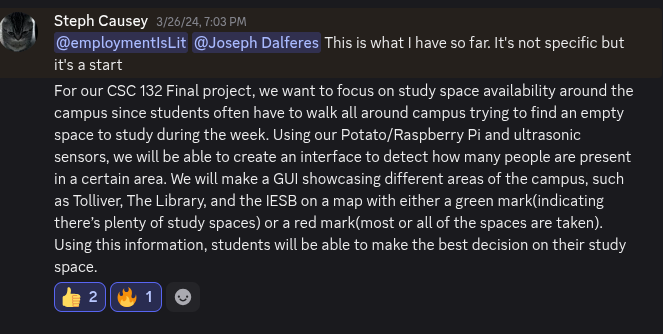 Steph Causey 3/26/24, 7:03 PM
@employmentIsLit @Joseph Dalferes This is what I have so far. It's not specific but
it's a start
For our CSC 132 Final project, we want to focus on study space availability around the
campus since students often have to walk all around campus trying to find an empty
space to study during the week. Using our Potato/Raspberry Pi and ultrasonic
sensors, we will be able to create an interface to detect how many people are present
in a certain area. We will make a GUI showcasing different areas of the campus, such
as Tolliver, The Library, and the IESB on a map with either a green mark(indicating
there's plenty of study spaces) or a red mark(most or all of the spaces are taken).
Using this information, students will be able to make the best decision on their study
space.
👍 2 🔥 1